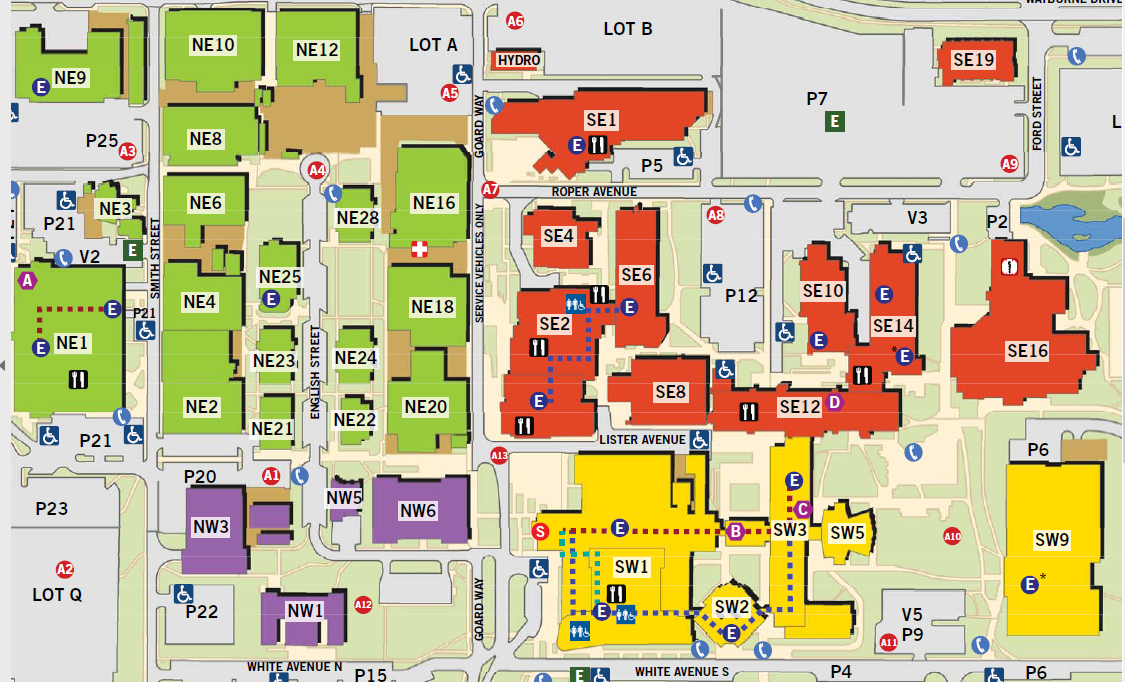 WAYBURNE DRIVE
NE10
NE12
LOT A
A6
LOT B
HYDRO
SE19
NE9
E
A5
GOARD WAY
SE1
E
P7
E
FORD STREET
L
P25
A3
NE8
A4
P5
A9
A7
ROPER AVENUE
NE3
P21
NE6
NE28
NE16
SE4
A8
V3
P2
E
V2
SMITH STREET
SERVICE VEHICLES ONLY
A
NE25
E
SE6
E
P12
SE10
E
SE14
E
E
*
NE4
NE18
SE2
E
P21
E
NE1
E
NE23
NE24
ENGLISH STREET
SE16
SE8
NE2
NE21
NE22
NE20
SE12
D
P21
LISTER AVENUE
A13
P6
P20
A1
NW5
P23
NW3
NW6
S
E
B
E
C
SW3
SW5
A10
SW9
E
*
SW1
E
A2
LOT Q
P22
NW1
A12
GOARD WAY
SW2
E
V5
P9
A11
WHITE AVENUE N
P15
E
WHITE AVENUE S
P4
P6